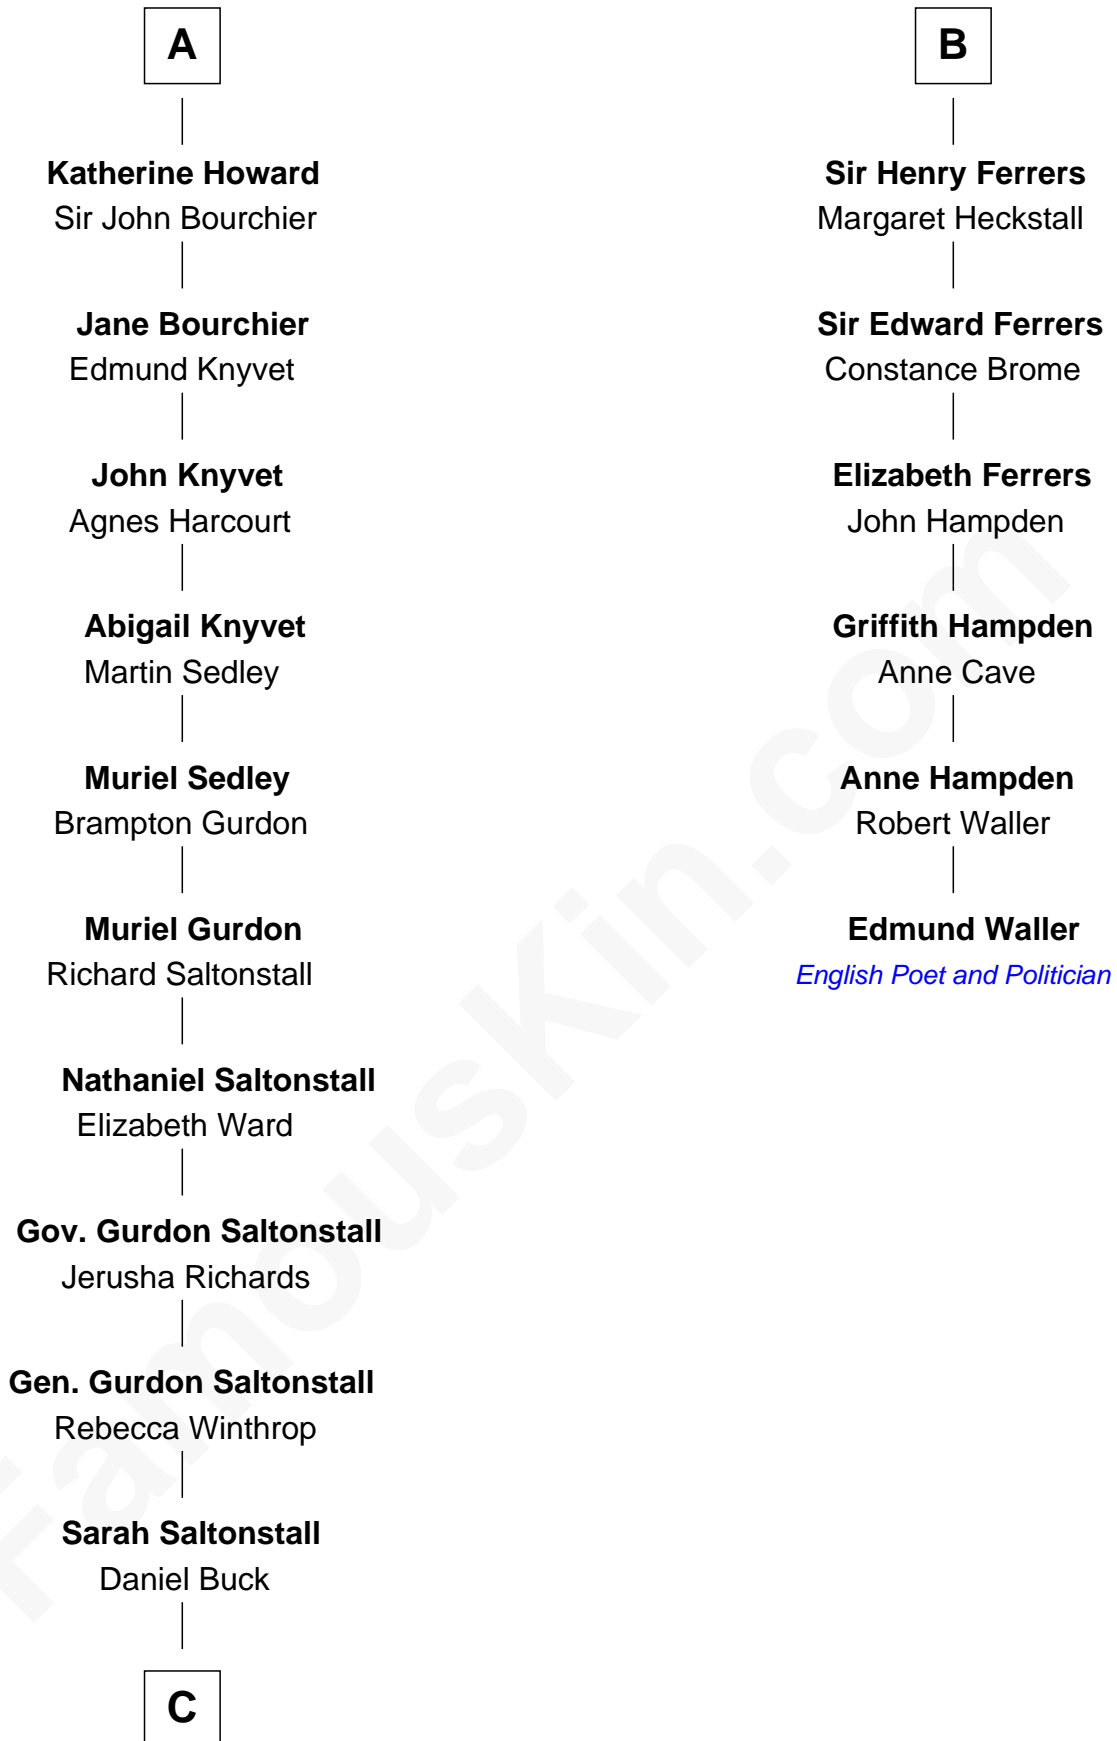 A
Katherine Howard
Sir John Bourchier
Jane Bourchier
Edmund Knyvet
John Knyvet
Agnes Harcourt
Abigail Knyvet
Martin Sedley
Muriel Sedley
Brampton Gurdon
Muriel Gurdon
Richard Saltonstall
Nathaniel Saltonstall
Elizabeth Ward
Gov. Gurdon Saltonstall
Jerusha Richards
Gen. Gurdon Saltonstall
Rebecca Winthrop
Sarah Saltonstall
Daniel Buck
C
B
Sir Henry Ferrers
Margaret Heckstall
Sir Edward Ferrers
Constance Brome
Elizabeth Ferrers
John Hampden
Griffith Hampden
Anne Cave
Anne Hampden
Robert Waller
Edmund Waller
English Poet and Politician
FamousKin.com